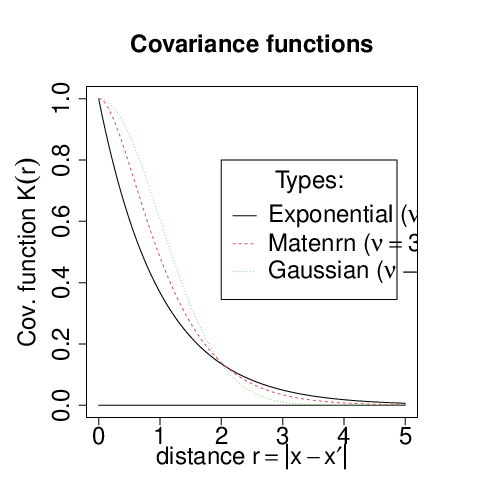 Covariance functions
Cov. function K(r)
1.0
0.8
0.6
0.4
0.2
0.0
Types:
Exponential (ν
Matenrn (ν = 3
Gaussian (ν –
0 1 2 3 4 5
distance r = |x – x′|